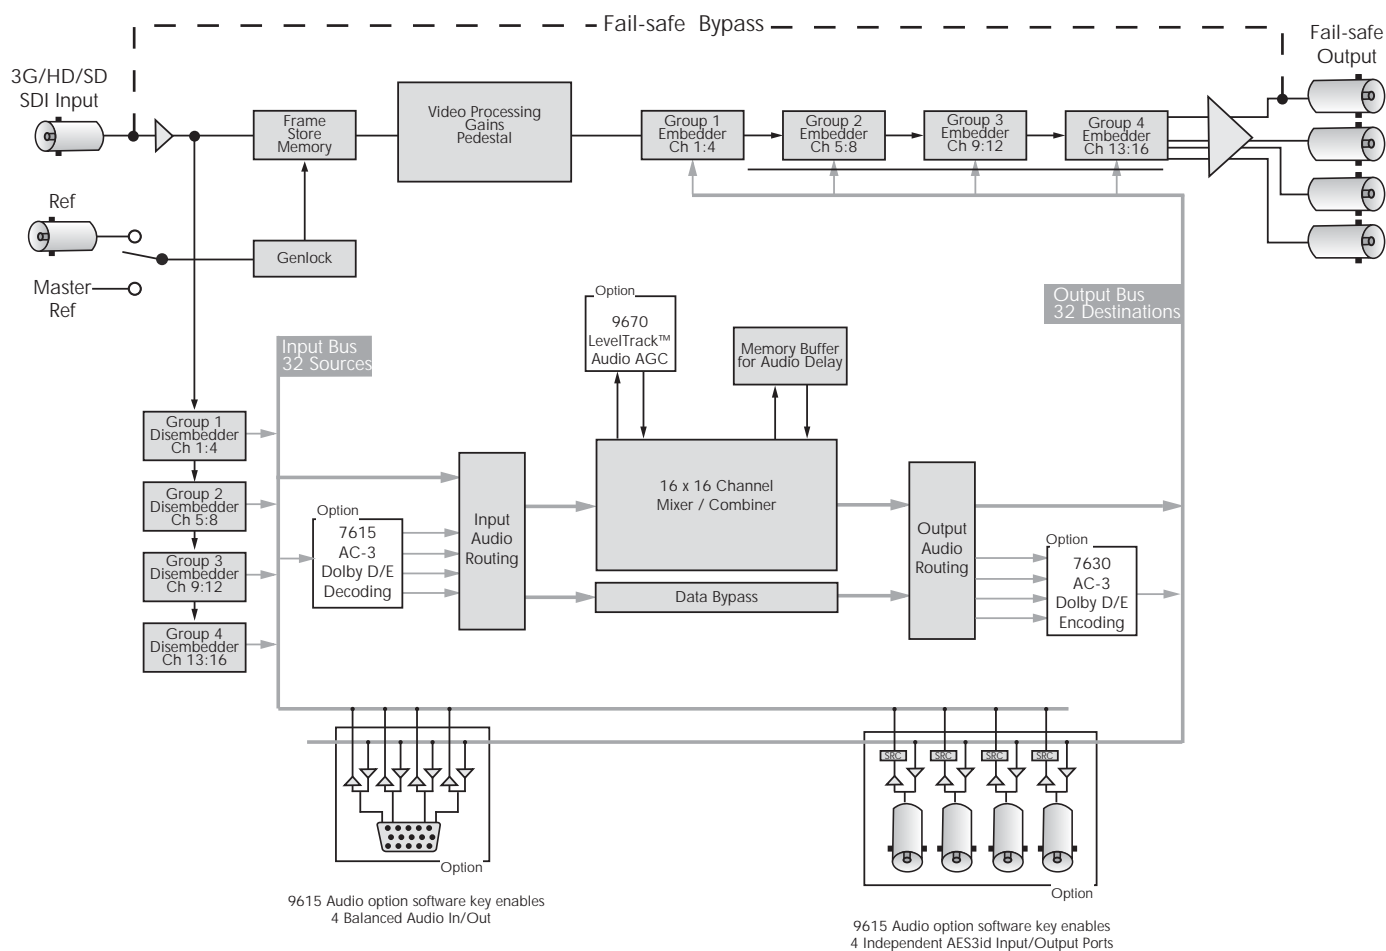 Fail-safe Bypass
Fail-safe
Output
3G/HD/SD
SDI Input
Frame
Store
Memory
Video Processing
Gains
Pedestal
Group 1
Embedder
Ch 1:4
Group 2
Embedder
Ch 5:8
Group 3
Embedder
Ch 9:12
Group 4
Embedder
Ch 13:16
Ref
Genlock
Master
Ref
Output Bus
32 Destinations
Option
9670
LevelTrack™
Audio AGC
Memory Buffer
for Audio Delay
Input Bus
32 Sources
Group 1
Disembedder
Ch 1:4
Group 2
Disembedder
Ch 5:8
Group 3
Disembedder
Ch 9:12
Group 4
Disembedder
Ch 13:16
Option
7615
AC-3
Dolby D/E
Decoding
Input
Audio
Routing
16 x 16 Channel
Mixer / Combiner
Data Bypass
Output
Audio
Routing
Option
7630
AC-3
Dolby D/E
Encoding
SRC
SRC
SRC
SRC
Option
Option
9615 Audio option software key enables
4 Balanced Audio In/Out
9615 Audio option software key enables
4 Independent AES3id Input/Output Ports